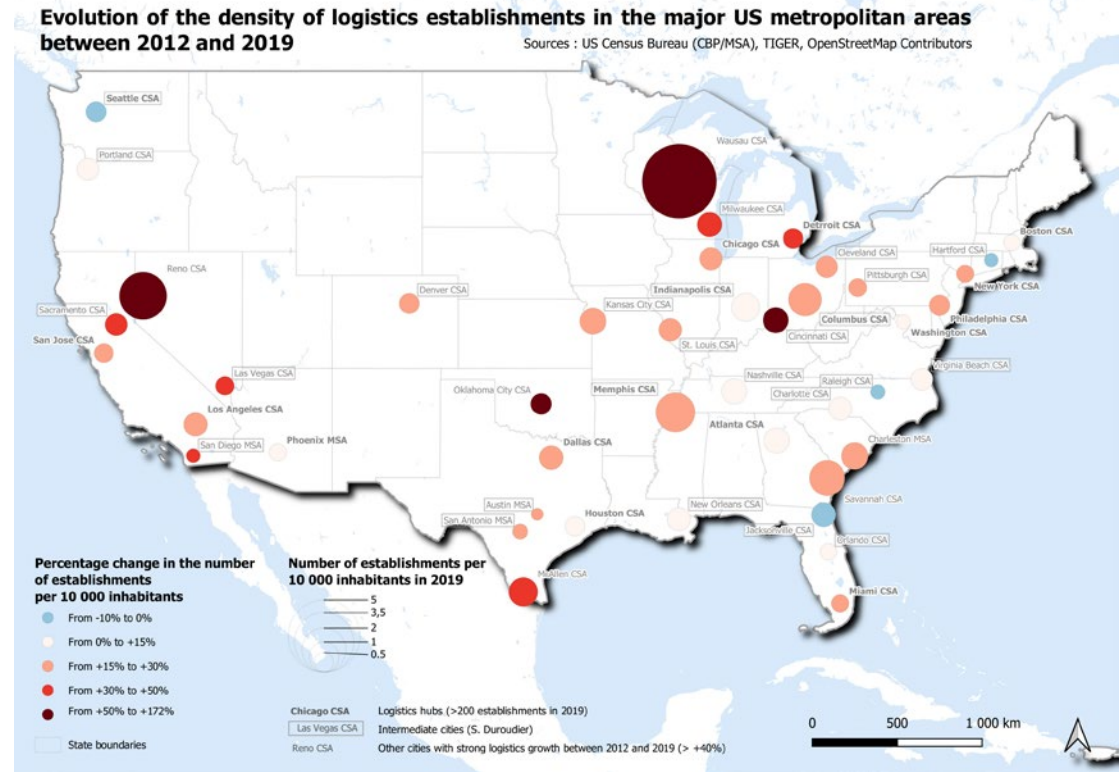 Evolution of the density of logistics establishments in the major US metropolitan areas
between 2012 and 2019
Sources : US Census Bureau (CBP/MSA), TIGER, OpenStreetMap Contributors
Seattle CSA
Portland CSA
Wausau CSA
Milwaukee CSA
Detrroit CSA
Chicago CSA
Boston CSA
Hartford CSA
Cleveland CSA
Reno CSA
Pittsburgh CSA
New York CSA
Denver CSA
Indianapolis CSA
Sacramento CSA
Kansas City CSA
Columbus CSA
Philadelphia CSA
San Jose CSA
Cincinnati CSA
Washington CSA
St. Louis CSA
Virginia Beach CSA
Las Vegas CSA
Nashville CSA
Raleigh CSA
Oklahoma City CSA
Memphis CSA
Charlotte CSA
Los Angeles CSA
Atlanta CSA
San Diego MSA
Phoenix MSA
Dallas CSA
Charleston MSA
Savannah CSA
Austin MSA
New Orleans CSA
San Antonio MSA
Houston CSA
Jacksonville CSA
Orlando CSA
McAllen CSA
Miami CSA
Percentage change in the number
of establishments
per 10 000 inhabitants
From -10% to 0%
From 0% to +15%
From +15% to +30%
From +30% to +50%
From +50% to +172%
State boundaries
Number of establishments per
10 000 inhabitants in 2019
5
3,5
2
1
0.5
Chicago CSA Logistics hubs (>200 establishments in 2019)
Las Vegas CSA Intermediate cities (S. Duroudier)
Reno CSA Other cities with strong logistics growth between 2012 and 2019 (> +40%)
0 500 1 000 km